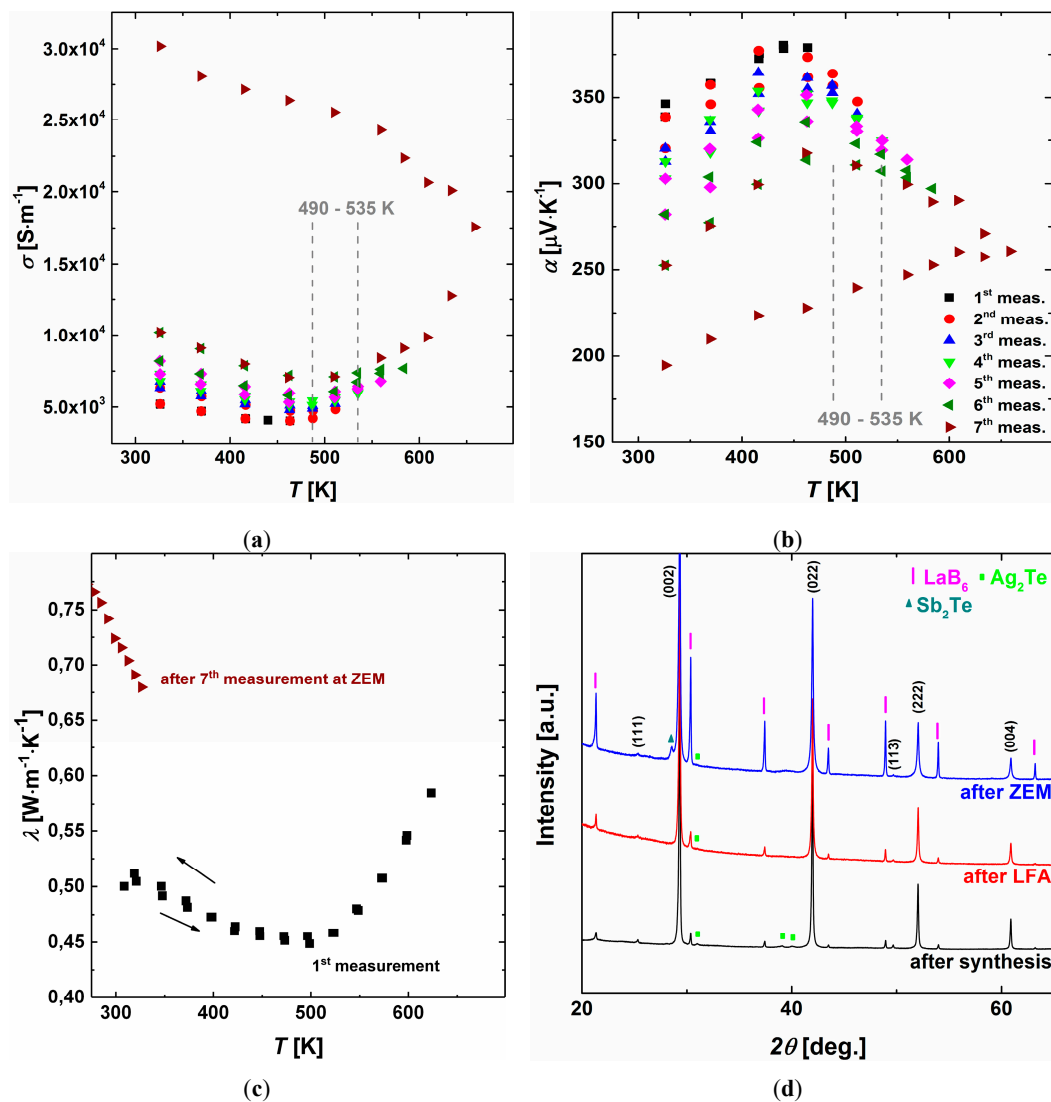 (a)
3.0x10⁴
2.5x10⁴
2.0x10⁴
1.5x10⁴
1.0x10⁴
5.0x10³
σ [S·m⁻¹]
490 - 535 K
300 400 500 600
T [K]
(b)
400
350
300
250
200
150
α [μV·K⁻¹]
1st meas.
2nd meas.
3rd meas.
4th meas.
5th meas.
6th meas.
7th meas.
490 - 535 K
300 400 500 600 700
T [K]
(c)
0,75
0,70
0,65
0,60
0,55
0,50
0,45
0,40
λ [W·m⁻¹·K⁻¹]
after 7th measurement at ZEM
1st measurement
300 400 500 600
T [K]
(d)
Intensity [a.u.]
LaB₆ Ag₂Te
Sb₂Te
(002)
(022)
(111)
(222)
(113)
(004)
after ZEM
after LFA
after synthesis
20 40 60
2θ [deg.]